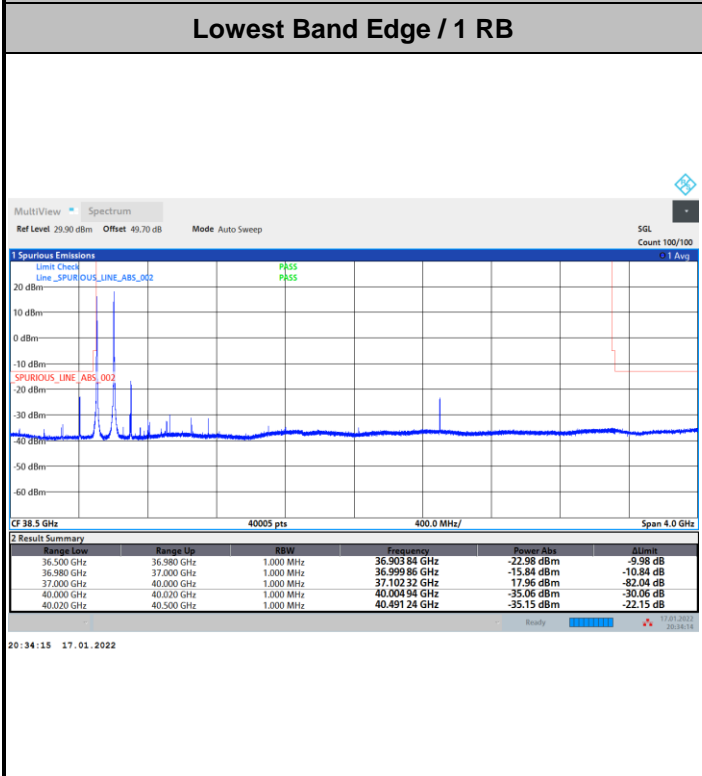 Lowest Band Edge / 1 RB
MultiView Spectrum
Ref Level 29.90 dBm Offset 49.70 dB Mode Auto Sweep SGL
Count 100/100
1 Spurious Emissions 1 Avg
Limit Check PASS
Line _SPURIOUS_LINE_ABS_002 PASS
20 dBm
10 dBm
0 dBm
-10 dBm
_SPURIOUS_LINE_ABS_002
-20 dBm
-30 dBm
-40 dBm
-50 dBm
-60 dBm
CF 38.5 GHz 40005 pts 400.0 MHz/ Span 4.0 GHz
2 Result Summary
Range Low Range Up RBW Frequency Power Abs ΔLimit
36.500 GHz 36.980 GHz 1.000 MHz 36.903 84 GHz -22.98 dBm -9.98 dB
36.980 GHz 37.000 GHz 1.000 MHz 36.999 86 GHz -15.84 dBm -10.84 dB
37.000 GHz 40.000 GHz 1.000 MHz 37.102 32 GHz 17.96 dBm -82.04 dB
40.000 GHz 40.020 GHz 1.000 MHz 40.004 94 GHz -35.06 dBm -30.06 dB
40.020 GHz 40.500 GHz 1.000 MHz 40.491 24 GHz -35.15 dBm -22.15 dB
Ready 17.01.2022
20:34:14
20:34:15 17.01.2022